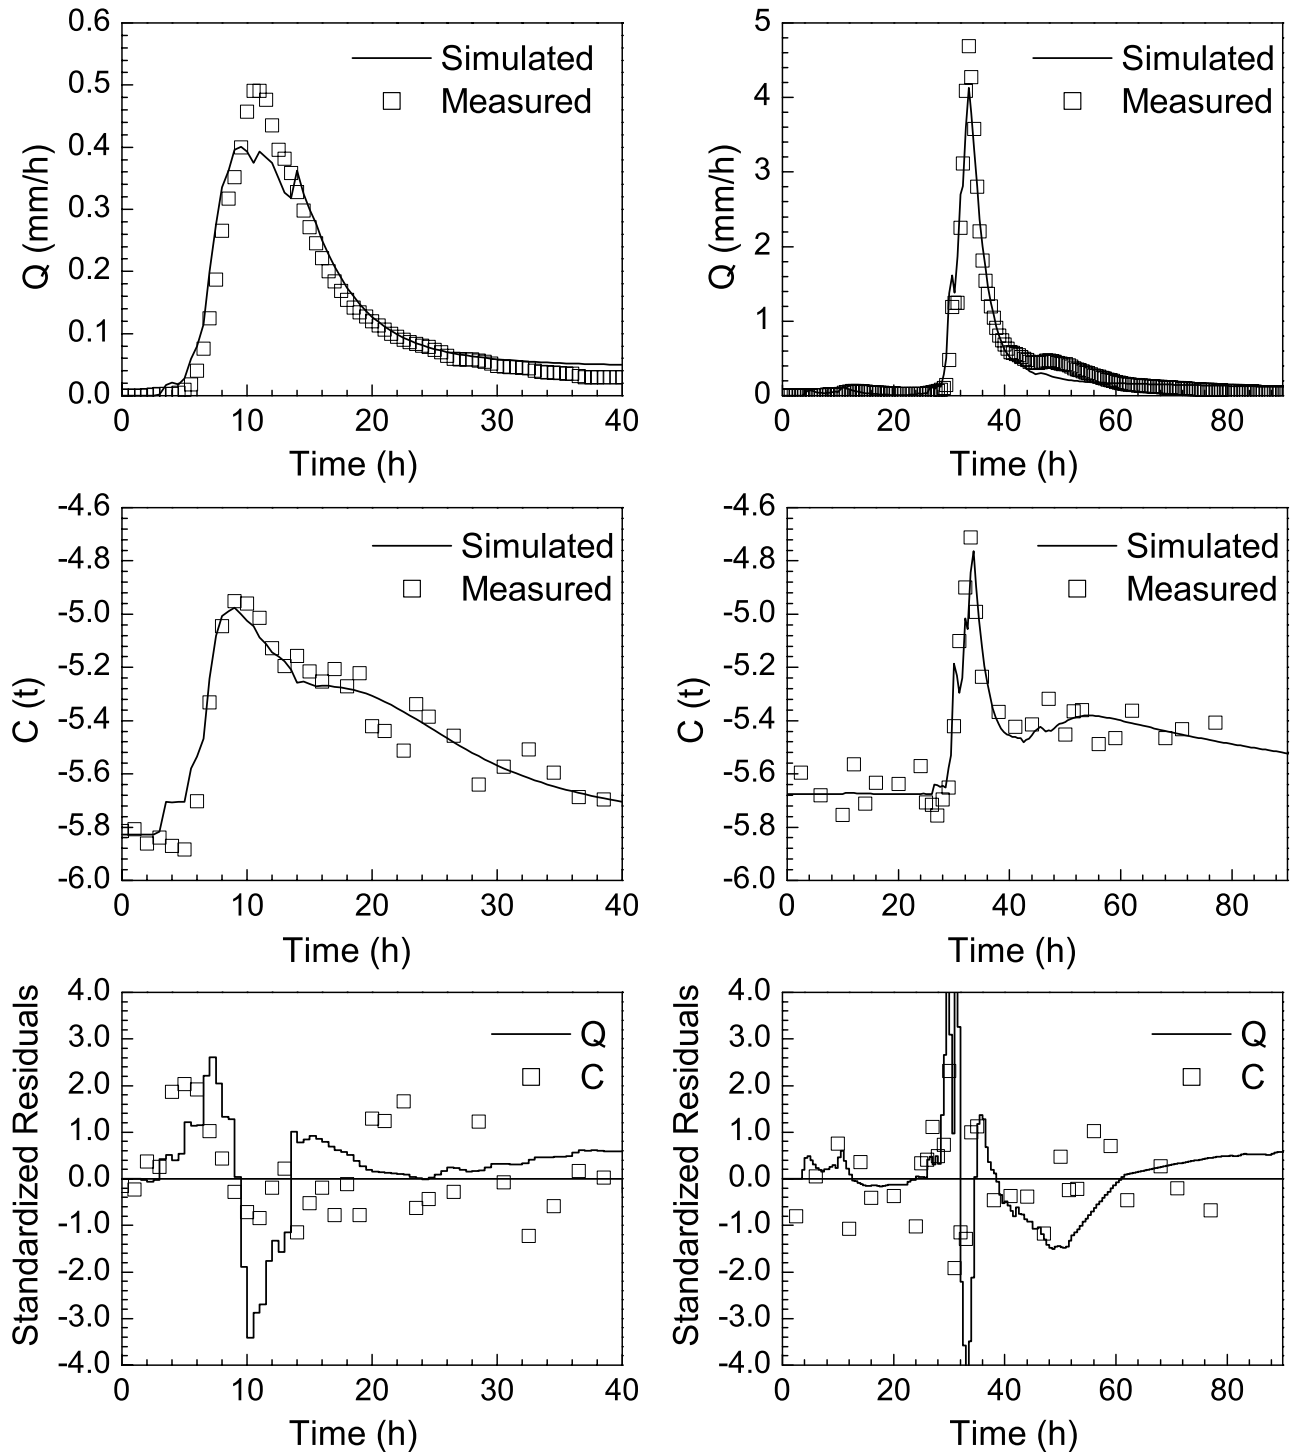 Q (mm/h)
0.6
0.5
0.4
0.3
0.2
0.1
0.0
Simulated
Measured
0 10 20 30 40
Time (h)
Q (mm/h)
5
4
3
2
1
0
Simulated
Measured
0 20 40 60 80
Time (h)
C (t)
-4.6
-4.8
-5.0
-5.2
-5.4
-5.6
-5.8
-6.0
Simulated
Measured
0 10 20 30 40
Time (h)
C (t)
-4.6
-4.8
-5.0
-5.2
-5.4
-5.6
-5.8
-6.0
Simulated
Measured
0 20 40 60 80
Time (h)
Standardized Residuals
4.0
3.0
2.0
1.0
0.0
-1.0
-2.0
-3.0
-4.0
Q
C
0 10 20 30 40
Time (h)
Standardized Residuals
4.0
3.0
2.0
1.0
0.0
-1.0
-2.0
-3.0
-4.0
Q
C
0 20 40 60 80
Time (h)